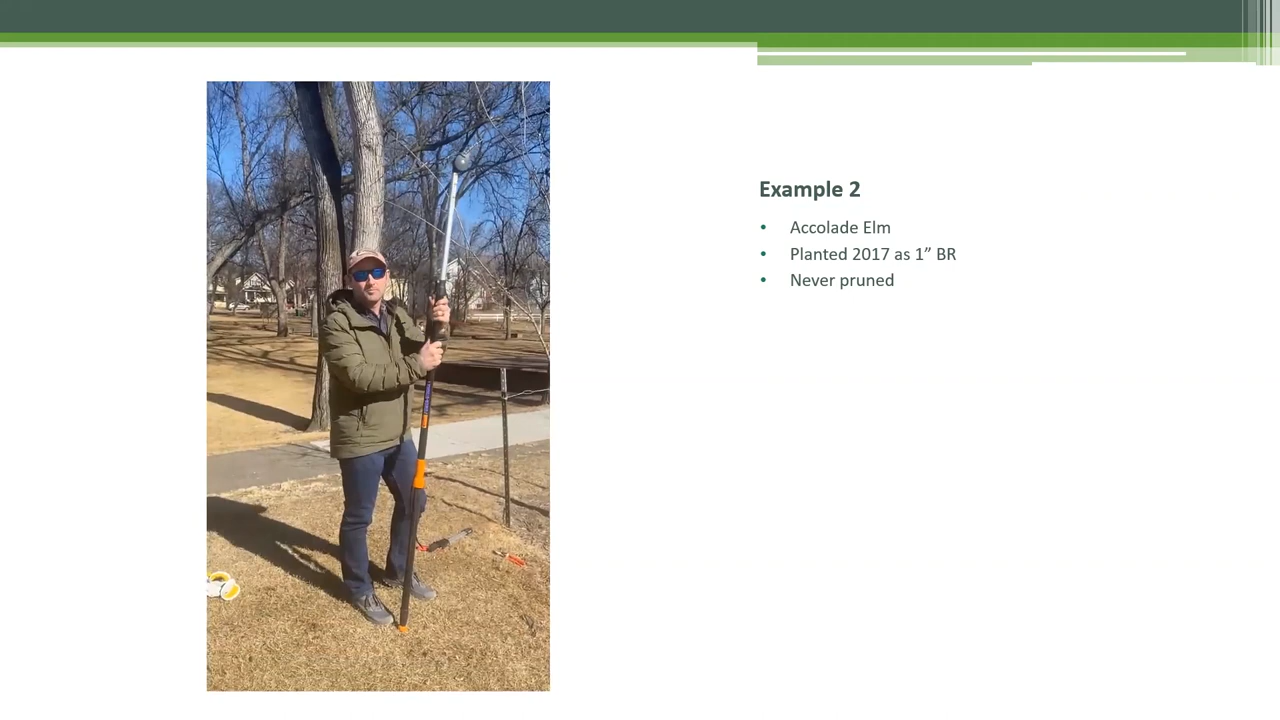 Example 2
• Accolade Elm
• Planted 2017 as 1” BR
• Never pruned